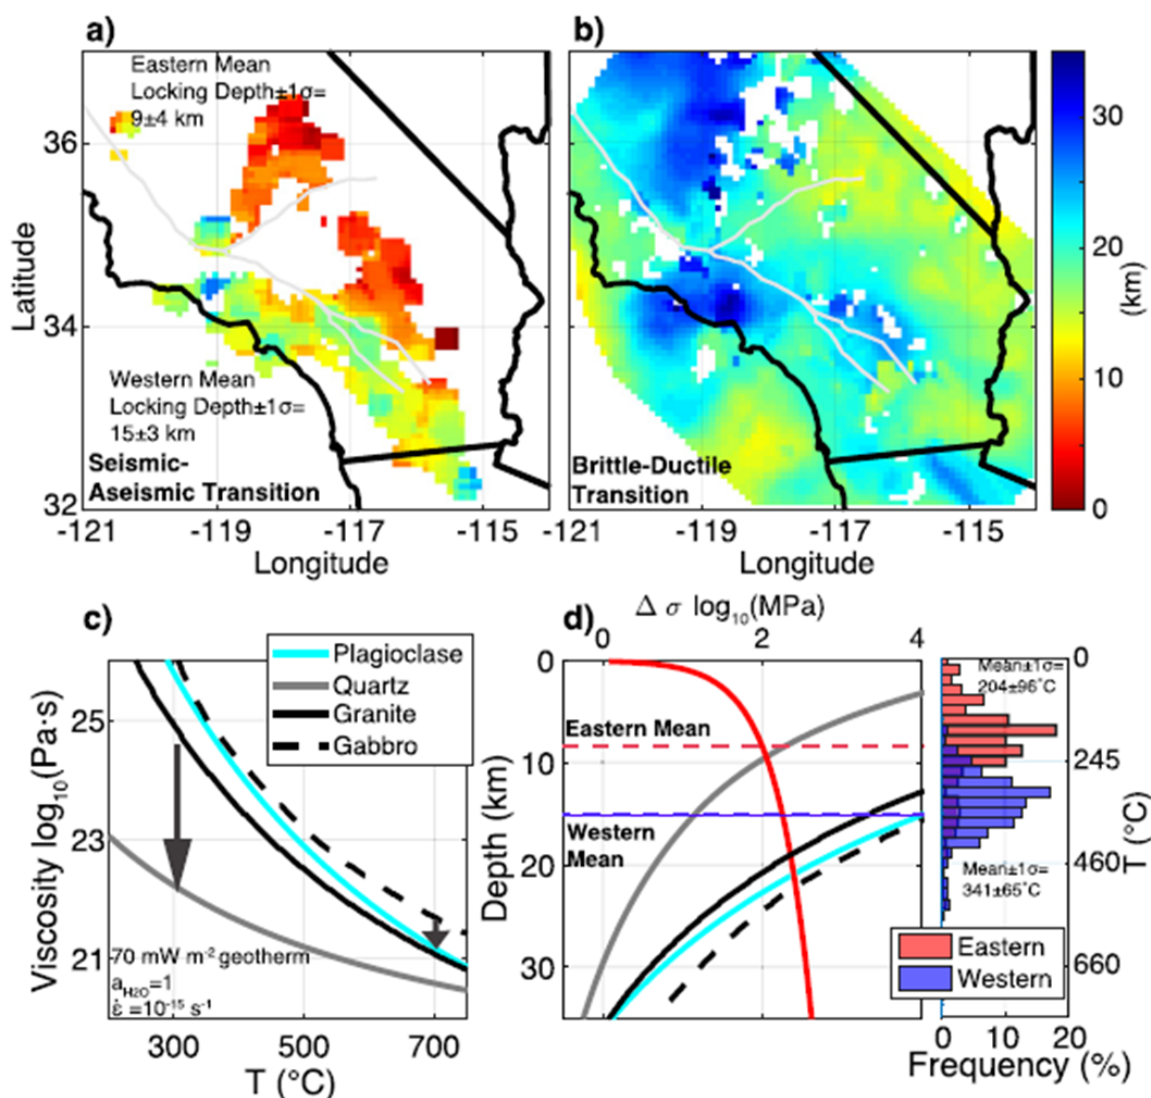 a)
Eastern Mean
Locking Depth±1σ=
9±4 km
Western Mean
Locking Depth±1σ=
15±3 km
Seismic-
Aseismic Transition
36
34
32
-121
-119
-117
-115
Latitude
Longitude
b)
Brittle-Ductile
Transition
-121
-119
-117
-115
Longitude
30
20
10
0
(km)
c)
Plagioclase
Quartz
Granite
Gabbro
25
23
21
Viscosity log10(Pa·s)
70 mW m-2 geotherm
aH2O=1
ε̇ =10-15 s-1
300
500
700
T (°C)
d)
Δ σ log10(MPa)
0
2
4
0
10
20
30
Depth (km)
Eastern Mean
Western
Mean
Mean±1σ=
204±96°C
Mean±1σ=
341±65°C
0
245
460
660
T (°C)
Eastern
Western
0
10
20
Frequency (%)